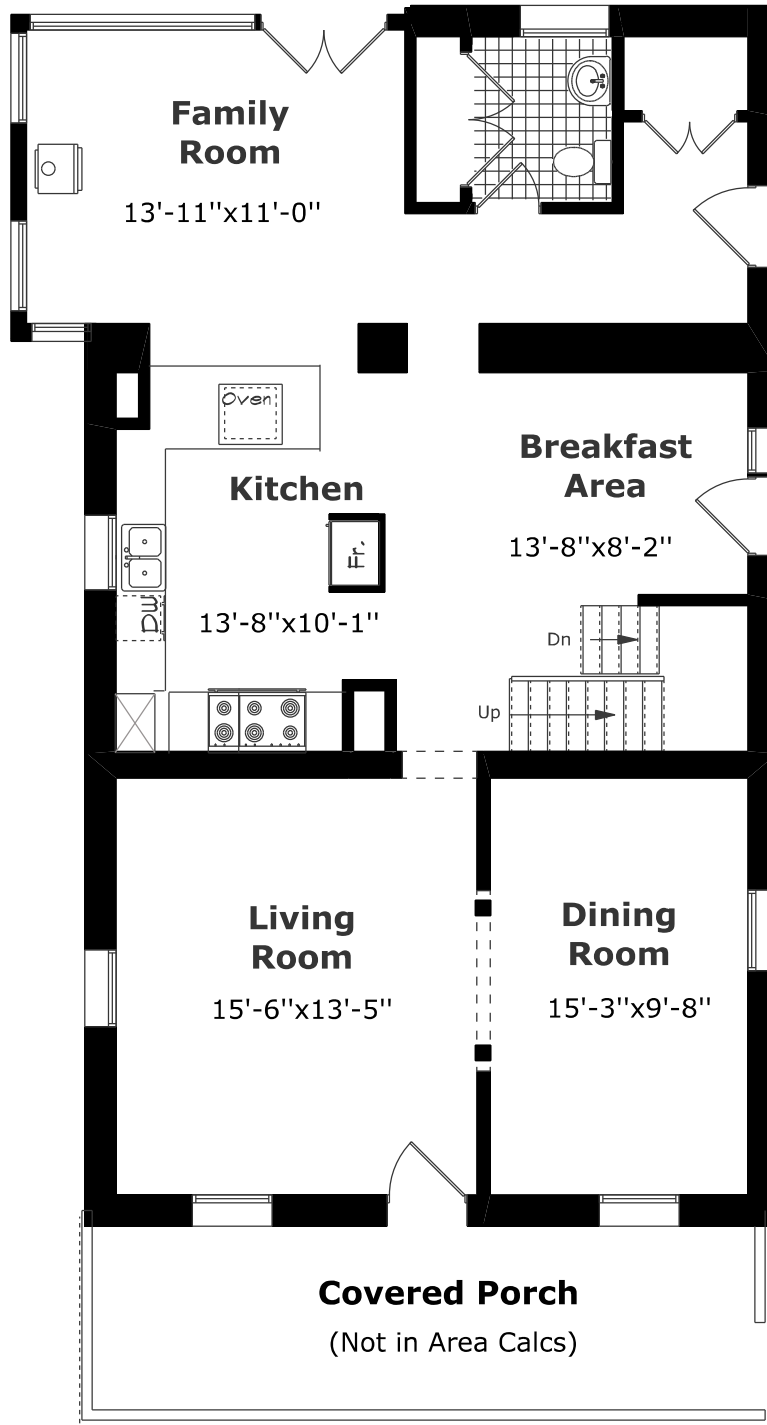 Family
Room
13'-11"x11'-0"
Oven
Kitchen
Breakfast
Area
Fr.
13'-8"x8'-2"
DW
13'-8"x10'-1"
Dn
Up
Living
Room
15'-6"x13'-5"
Dining
Room
15'-3"x9'-8"
Covered Porch
(Not in Area Calcs)